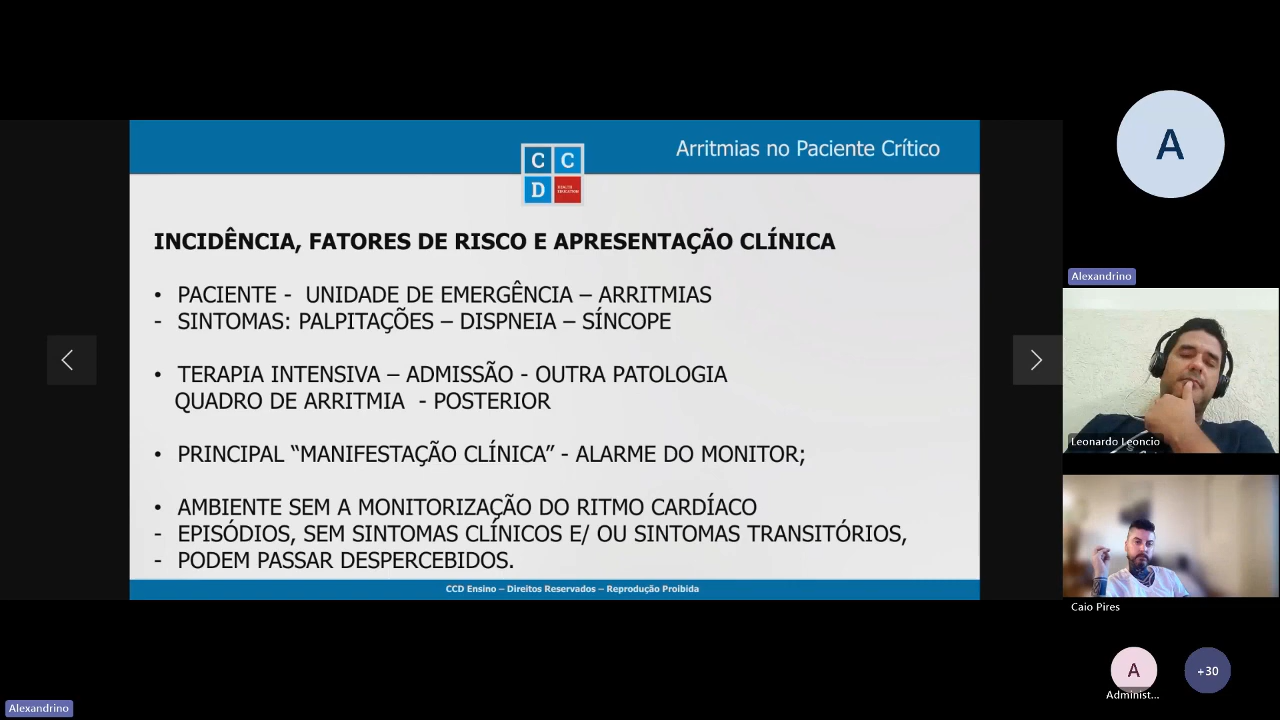 Arritmias no Paciente Crítico
C C
D HEALTH EDUCATION
INCIDÊNCIA, FATORES DE RISCO E APRESENTAÇÃO CLÍNICA
• PACIENTE - UNIDADE DE EMERGÊNCIA – ARRITMIAS
- SINTOMAS: PALPITAÇÕES – DISPNEIA – SÍNCOPE
• TERAPIA INTENSIVA – ADMISSÃO - OUTRA PATOLOGIA
QUADRO DE ARRITMIA - POSTERIOR
• PRINCIPAL “MANIFESTAÇÃO CLÍNICA” - ALARME DO MONITOR;
• AMBIENTE SEM A MONITORIZAÇÃO DO RITMO CARDÍACO
- EPISÓDIOS, SEM SINTOMAS CLÍNICOS E/ OU SINTOMAS TRANSITÓRIOS,
- PODEM PASSAR DESPERCEBIDOS.
CCD Ensino – Direitos Reservados – Reprodução Proibida
A
Alexandrino
Leonardo Leoncio
Caio Pires
A
Administ...
+30
Alexandrino